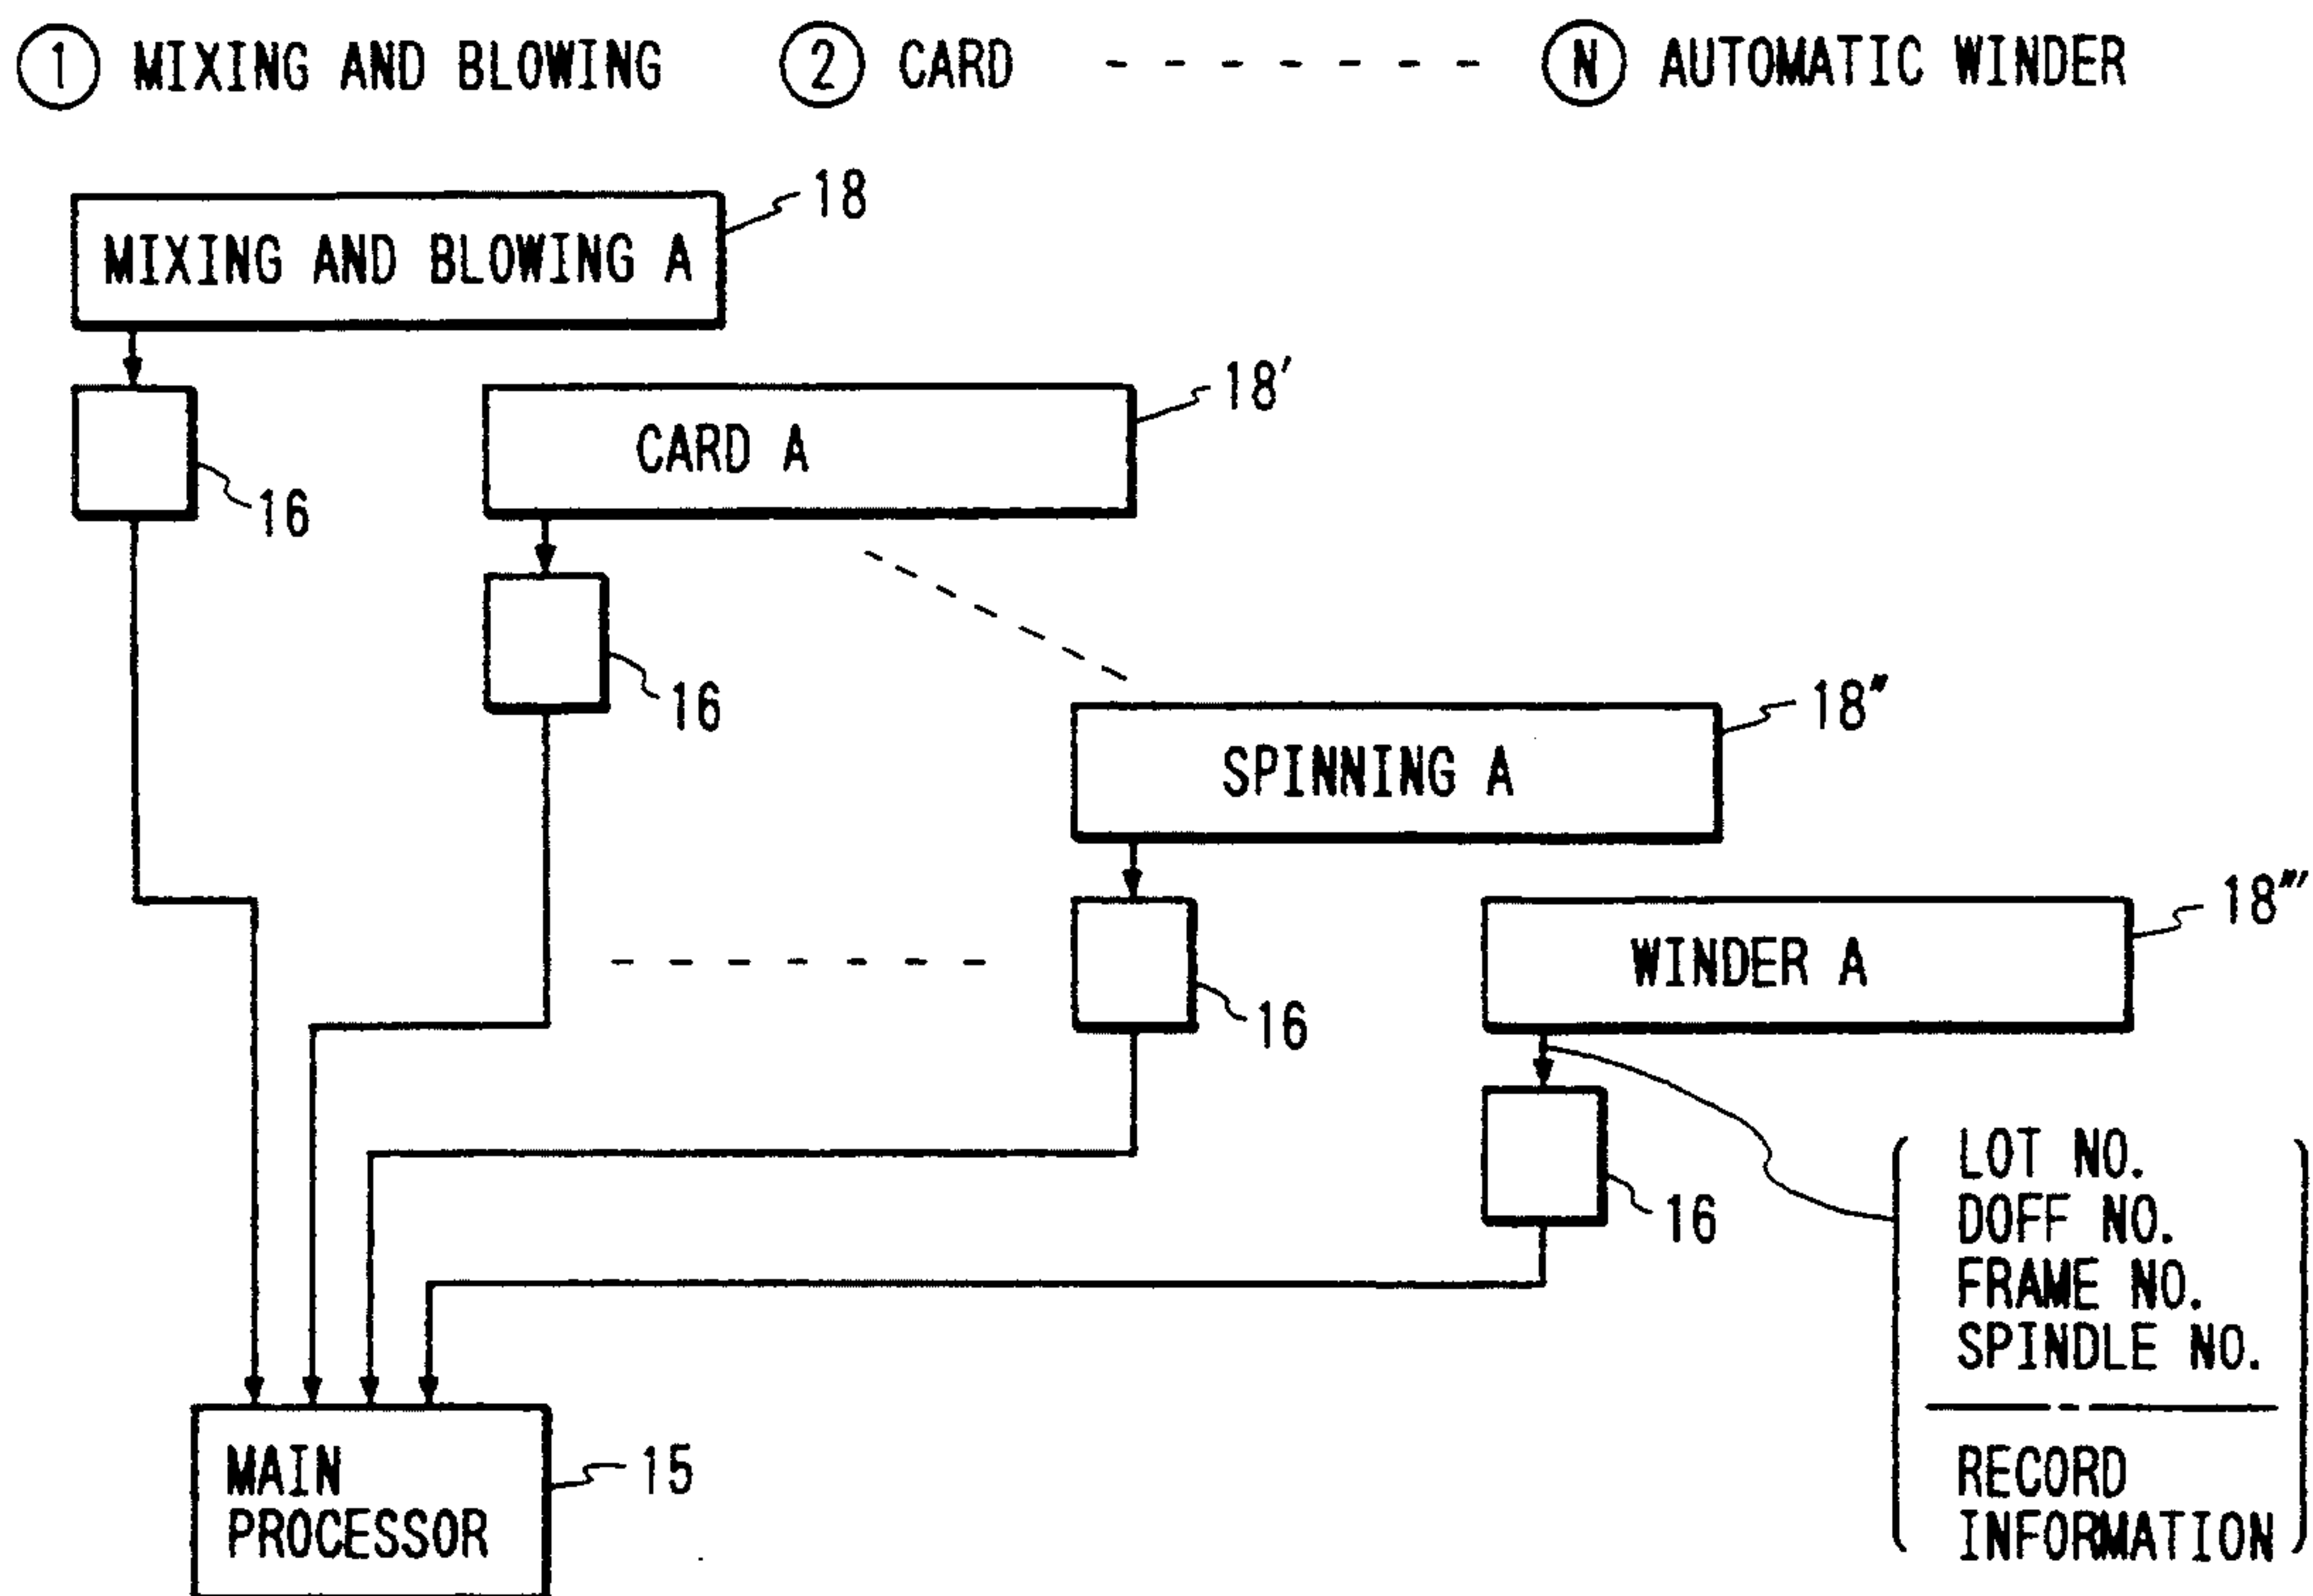 1 MIXING AND BLOWING 2 CARD - - - - - - - N AUTOMATIC WINDER
18
MIXING AND BLOWING A
18'
CARD A
16
16
18"
SPINNING A
18"'
WINDER A
16
16
LOT NO.
DOFF NO.
FRAME NO.
SPINDLE NO.
RECORD
INFORMATION
MAIN
PROCESSOR
15